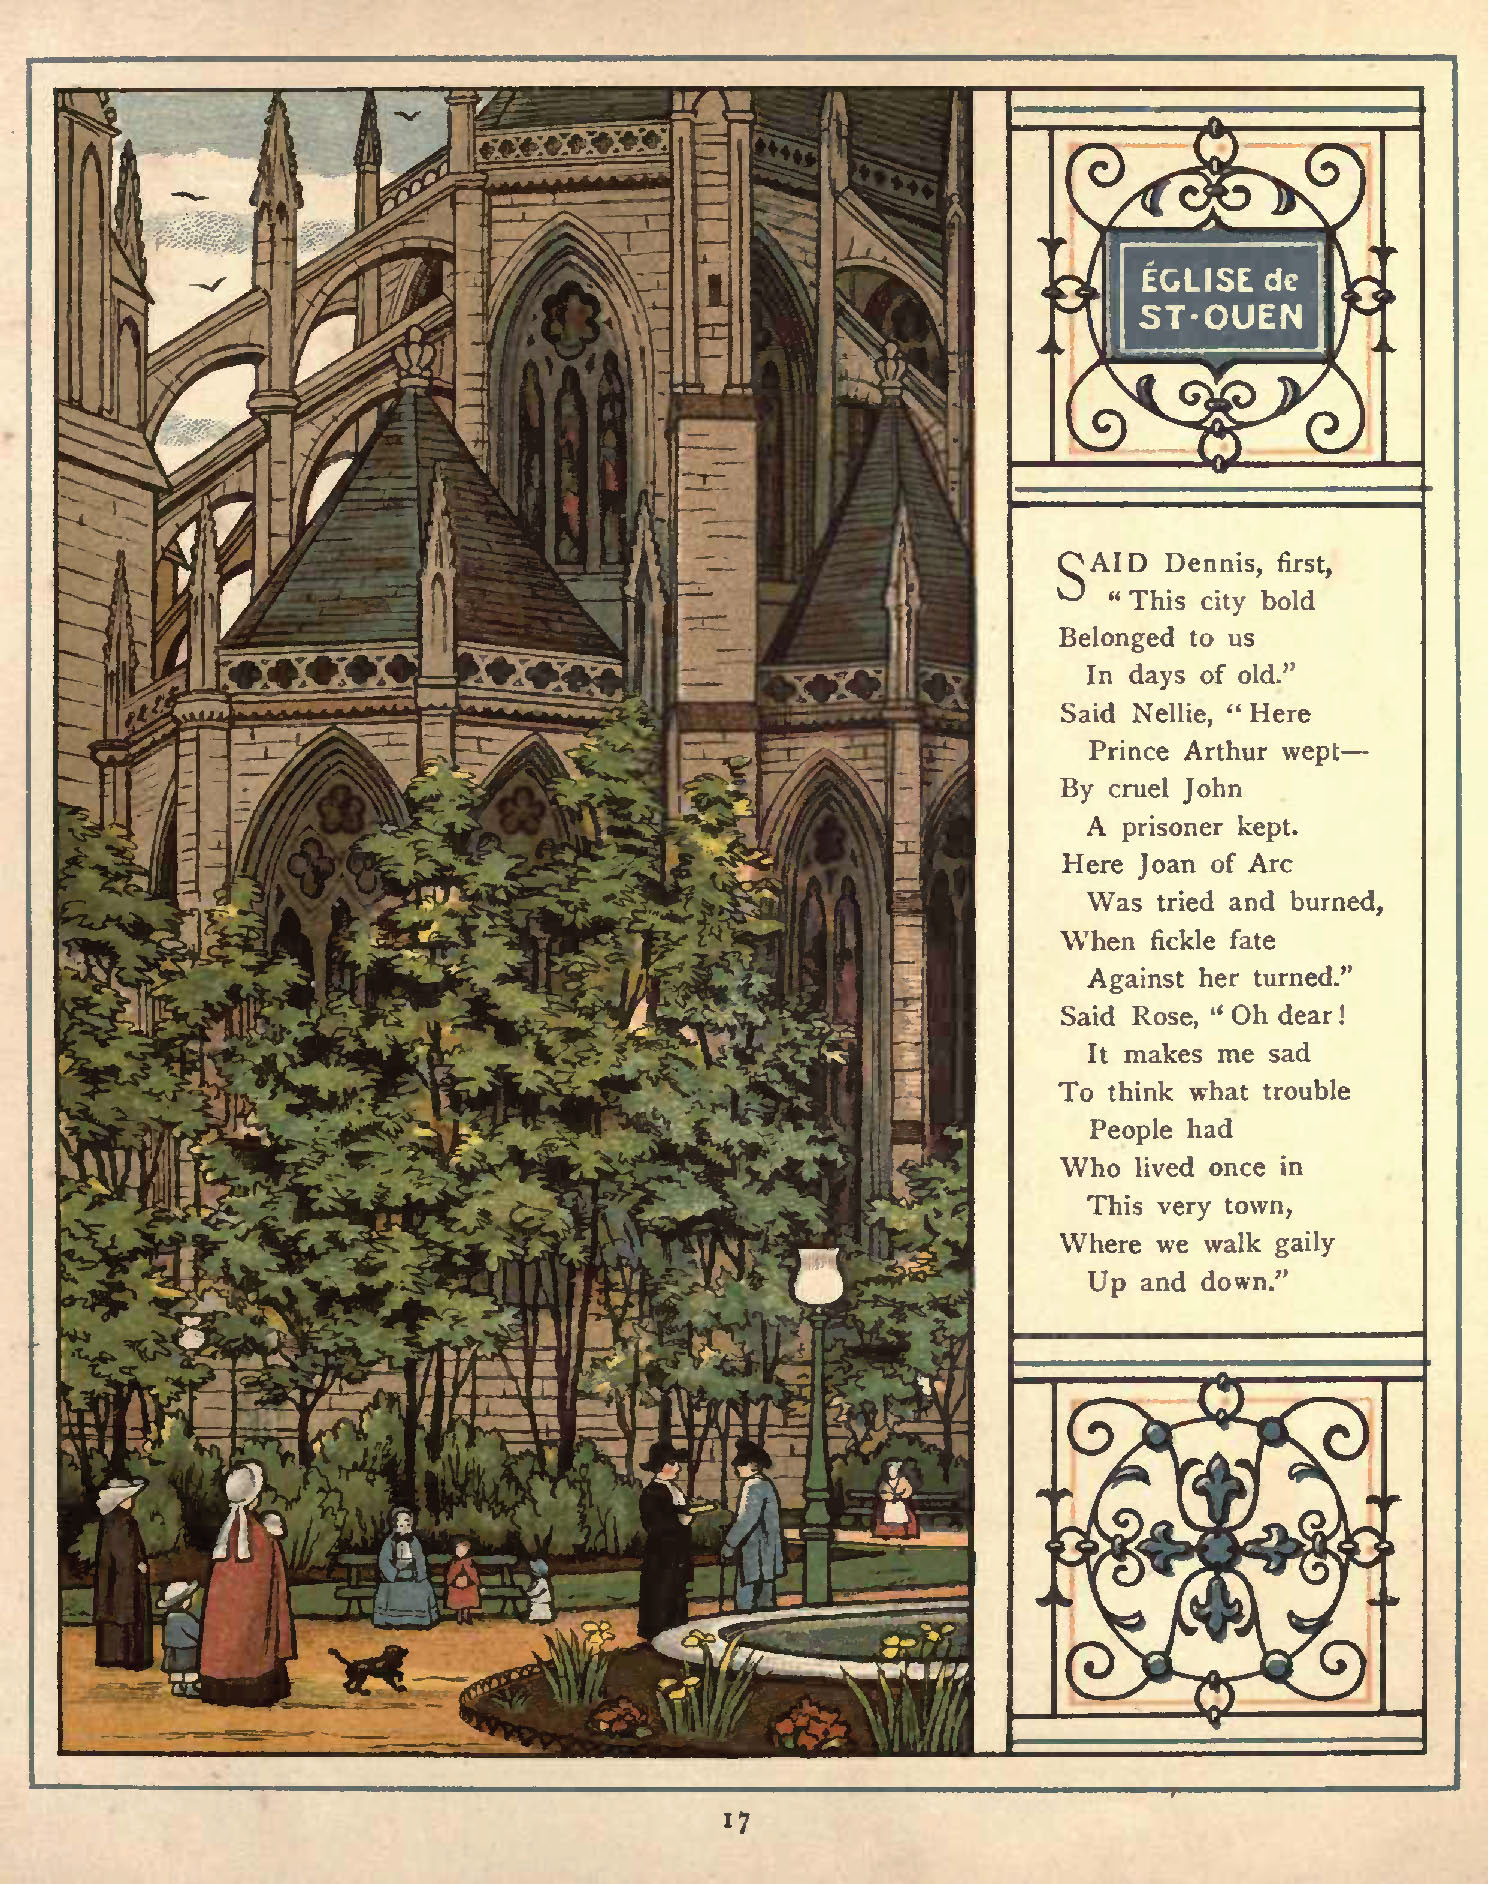 ÉGLISE de
ST·OUEN
SAID Dennis, first,
“ This city bold
Belonged to us
In days of old.”
Said Nellie, “ Here
Prince Arthur wept—
By cruel John
A prisoner kept.
Here Joan of Arc
Was tried and burned,
When fickle fate
Against her turned.”
Said Rose, “ Oh dear !
It makes me sad
To think what trouble
People had
Who lived once in
This very town,
Where we walk gaily
Up and down.”
17